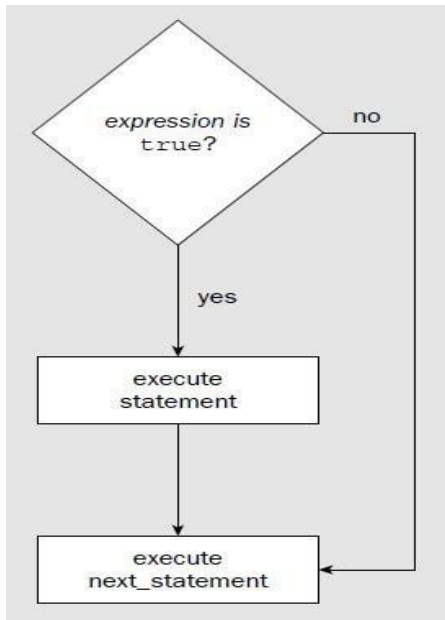 expression is
true?
no
yes
execute
statement
execute
next_statement